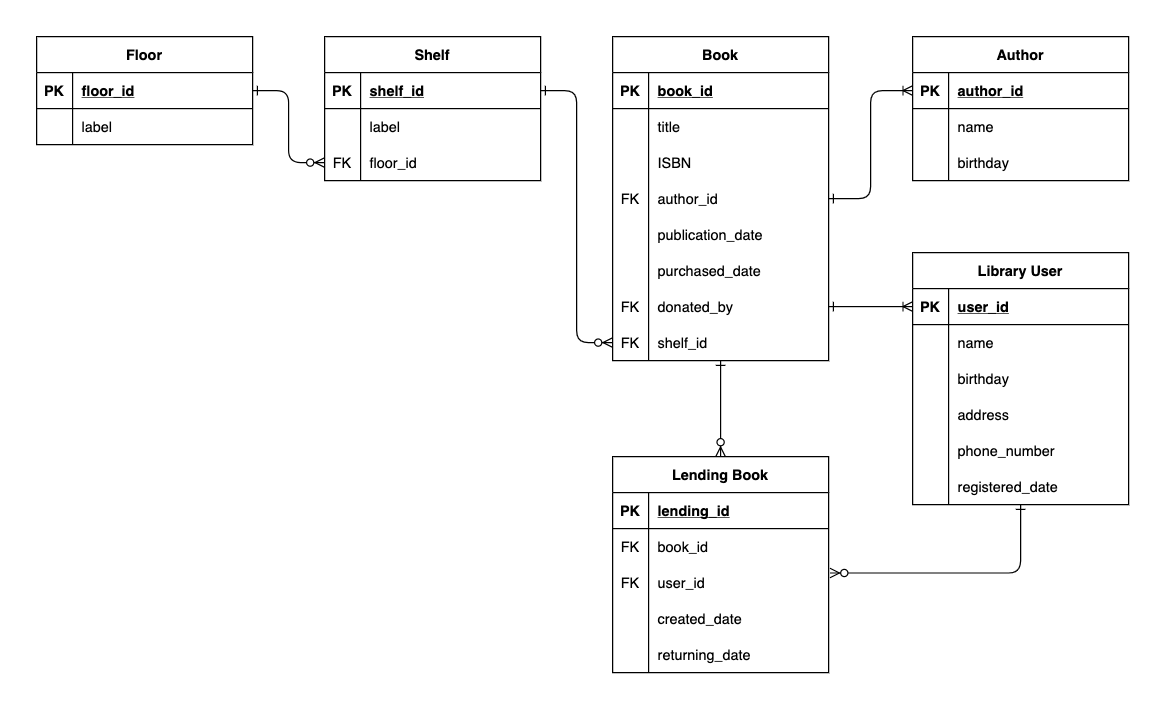 Floor
PK floor_id
label
Shelf
PK shelf_id
label
FK floor_id
Book
PK book_id
title
ISBN
FK author_id
publication_date
purchased_date
FK donated_by
FK shelf_id
Author
PK author_id
name
birthday
Library User
PK user_id
name
birthday
address
phone_number
registered_date
Lending Book
PK lending_id
FK book_id
FK user_id
created_date
returning_date